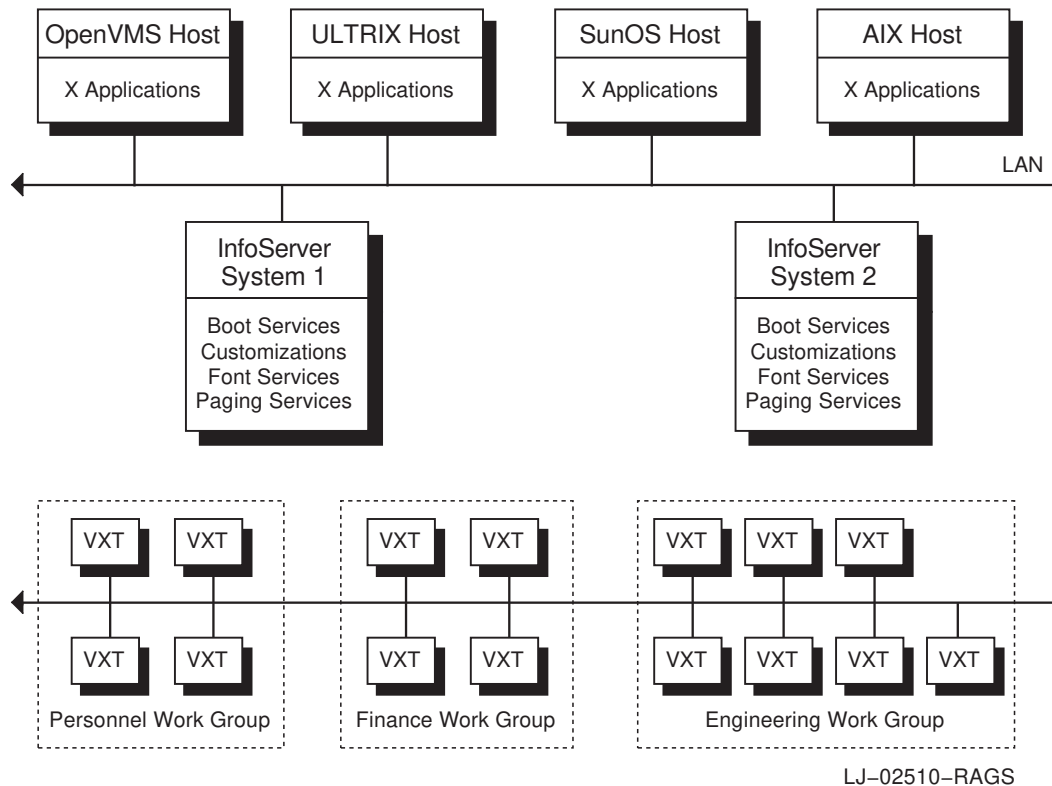 OpenVMS Host
X Applications
ULTRIX Host
X Applications
SunOS Host
X Applications
AIX Host
X Applications
LAN
InfoServer
System 1
Boot Services
Customizations
Font Services
Paging Services
InfoServer
System 2
Boot Services
Customizations
Font Services
Paging Services
VXT
VXT
VXT
VXT
Personnel Work Group
VXT
VXT
VXT
VXT
Finance Work Group
VXT
VXT
VXT
VXT
VXT
VXT
VXT
Engineering Work Group
LJ–02510–RAGS